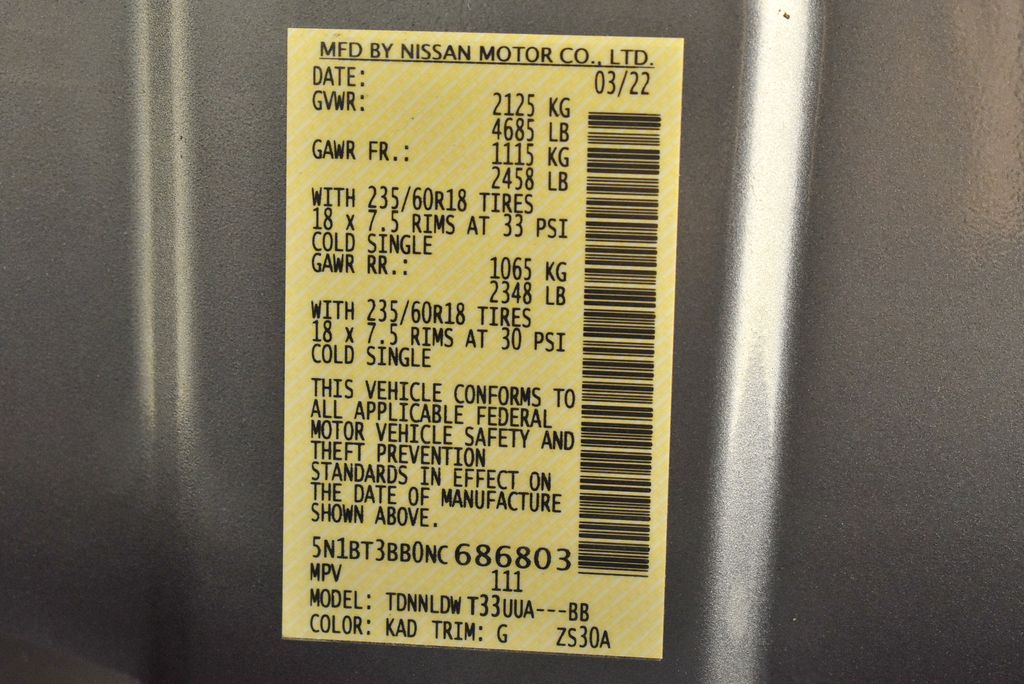 MFD BY NISSAN MOTOR CO., LTD.
DATE: 03/22
GVWR: 2125 KG
4685 LB
GAWR FR.: 1115 KG
2458 LB
WITH 235/60R18 TIRES
18 x 7.5 RIMS AT 33 PSI
COLD SINGLE
GAWR RR.: 1065 KG
2348 LB
WITH 235/60R18 TIRES
18 x 7.5 RIMS AT 30 PSI
COLD SINGLE
THIS VEHICLE CONFORMS TO
ALL APPLICABLE FEDERAL
MOTOR VEHICLE SAFETY AND
THEFT PREVENTION
STANDARDS IN EFFECT ON
THE DATE OF MANUFACTURE
SHOWN ABOVE.
5N1BT3BB0NC686803
MPV 111
MODEL: TDNNLDW T33UUA---BB
COLOR: KAD TRIM: G ZS30A